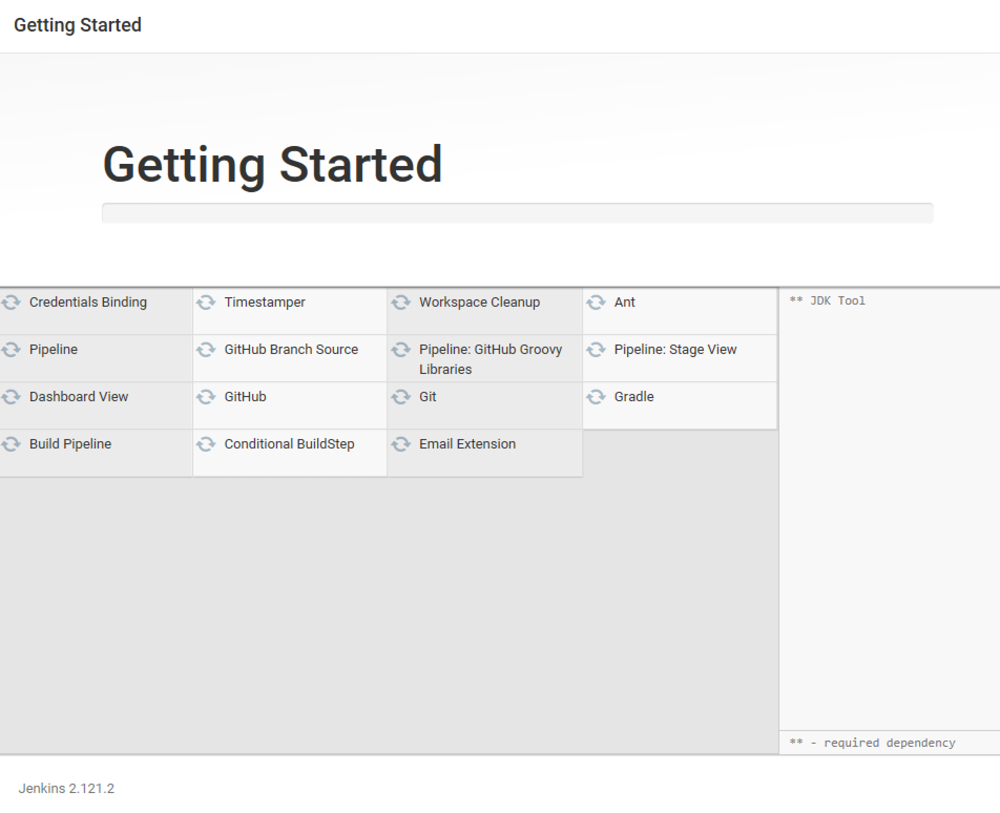 Getting Started
Getting Started
Credentials Binding
Timestamper
Workspace Cleanup
Ant
** JDK Tool
Pipeline
GitHub Branch Source
Pipeline: GitHub Groovy
Libraries
Pipeline: Stage View
Dashboard View
GitHub
Git
Gradle
Build Pipeline
Conditional BuildStep
Email Extension
** - required dependency
Jenkins 2.121.2